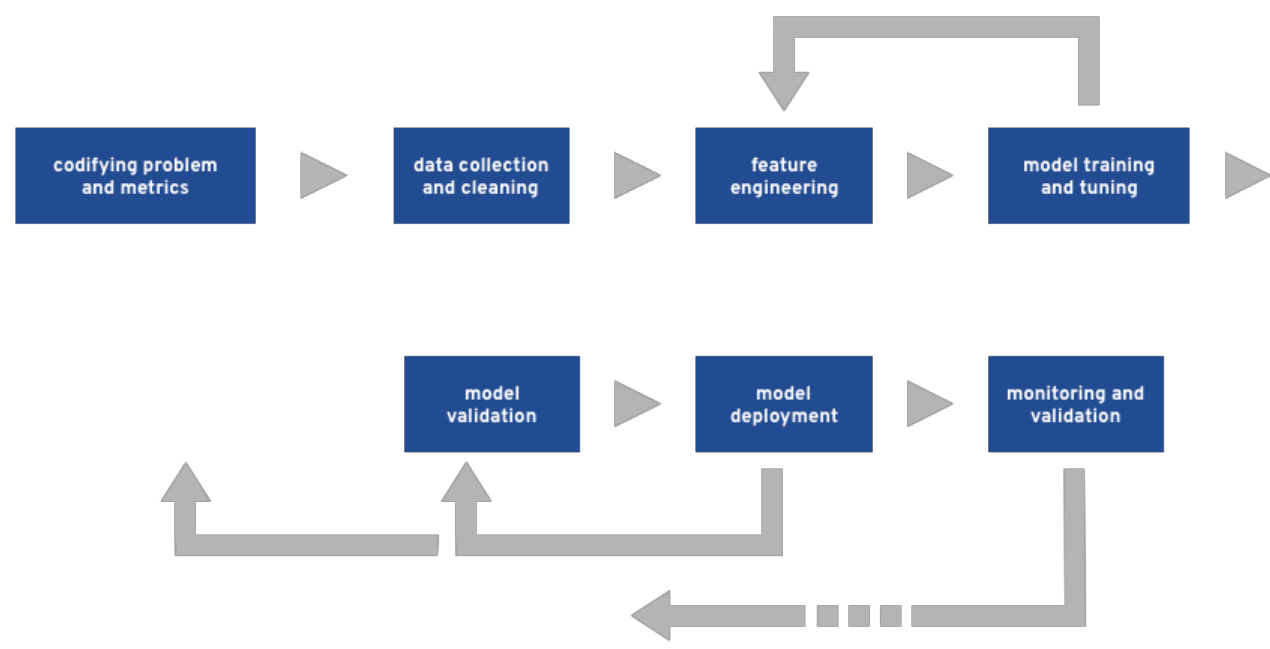 codifying problem
and metrics
data collection
and cleaning
feature
engineering
model training
and tuning
model
validation
model
deployment
monitoring and
validation